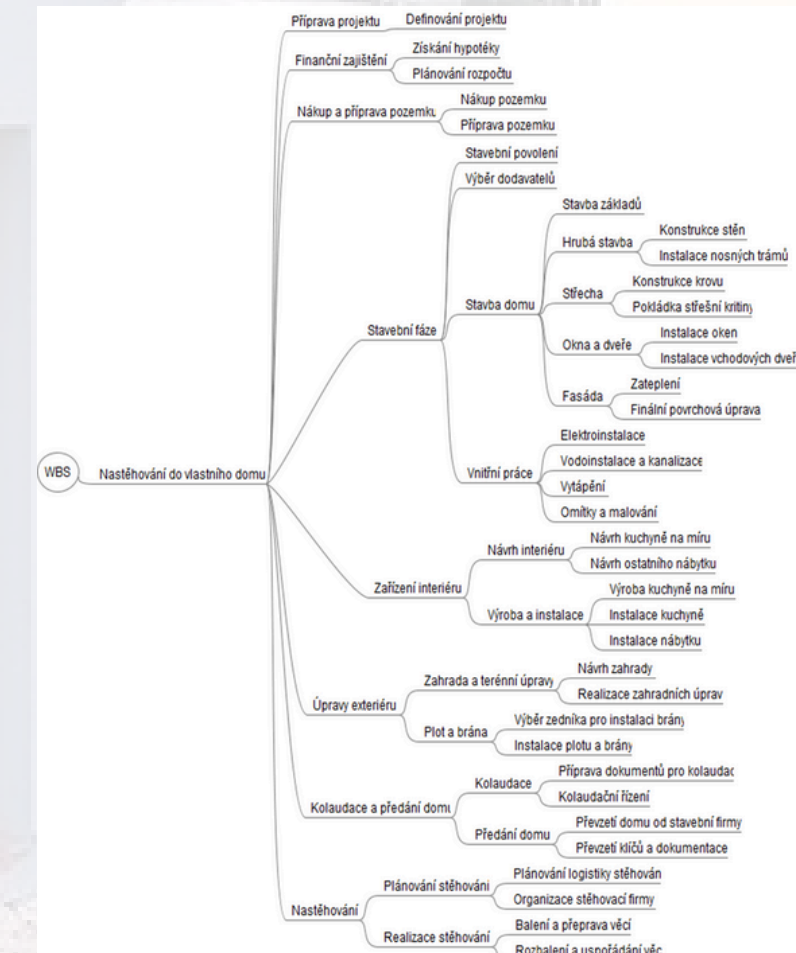 WBS
Nastěhování do vlastního domu
Příprava projektu
Definování projektu
Finanční zajištění
Získání hypotéky
Plánování rozpočtu
Nákup a příprava pozemku
Nákup pozemku
Příprava pozemku
Stavební fáze
Stavební povolení
Výběr dodavatelů
Stavba domu
Stavba základů
Hrubá stavba
Konstrukce stěn
Instalace nosných trámů
Střecha
Konstrukce krovu
Pokládka střešní kritiny
Okna a dveře
Instalace oken
Instalace vchodových dveř
Fasáda
Zateplení
Finální povrchová úprava
Vnitřní práce
Elektroinstalace
Vodoinstalace a kanalizace
Vytápění
Omítky a malování
Zařízení interiéru
Návrh interiéru
Návrh kuchyně na míru
Návrh ostatního nábytku
Výroba a instalace
Výroba kuchyně na míru
Instalace kuchyně
Instalace nábytku
Úpravy exteriéru
Zahrada a terénní úpravy
Návrh zahrady
Realizace zahradních úprav
Plot a brána
Výběr zedníka pro instalaci brány
Instalace plotu a brány
Kolaudace a předání domu
Kolaudace
Příprava dokumentů pro kolaudac
Kolaudační řízení
Předání domu
Převzetí domu od stavební firmy
Převzetí klíčů a dokumentace
Nastěhování
Plánování stěhování
Plánování logistiky stěhován
Organizace stěhovací firmy
Realizace stěhování
Balení a přeprava věcí
Rozbalení a uspořádání věc